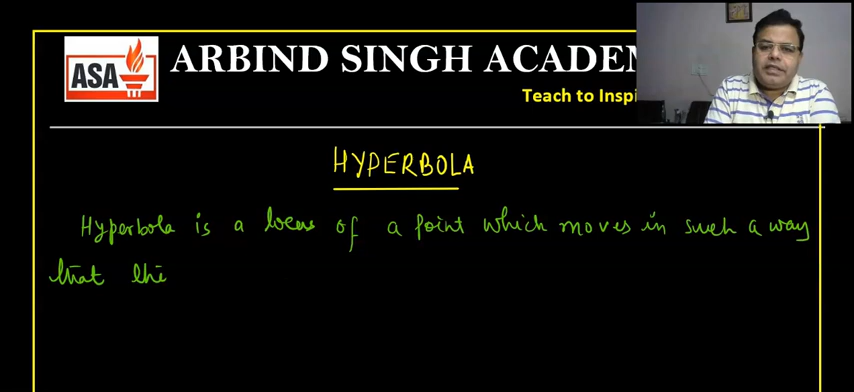 ASA
ARBIND SINGH ACADEM
Teach to Inspi
HYPERBOLA
Hyperbola is a locus of a point which moves in such a way
that the